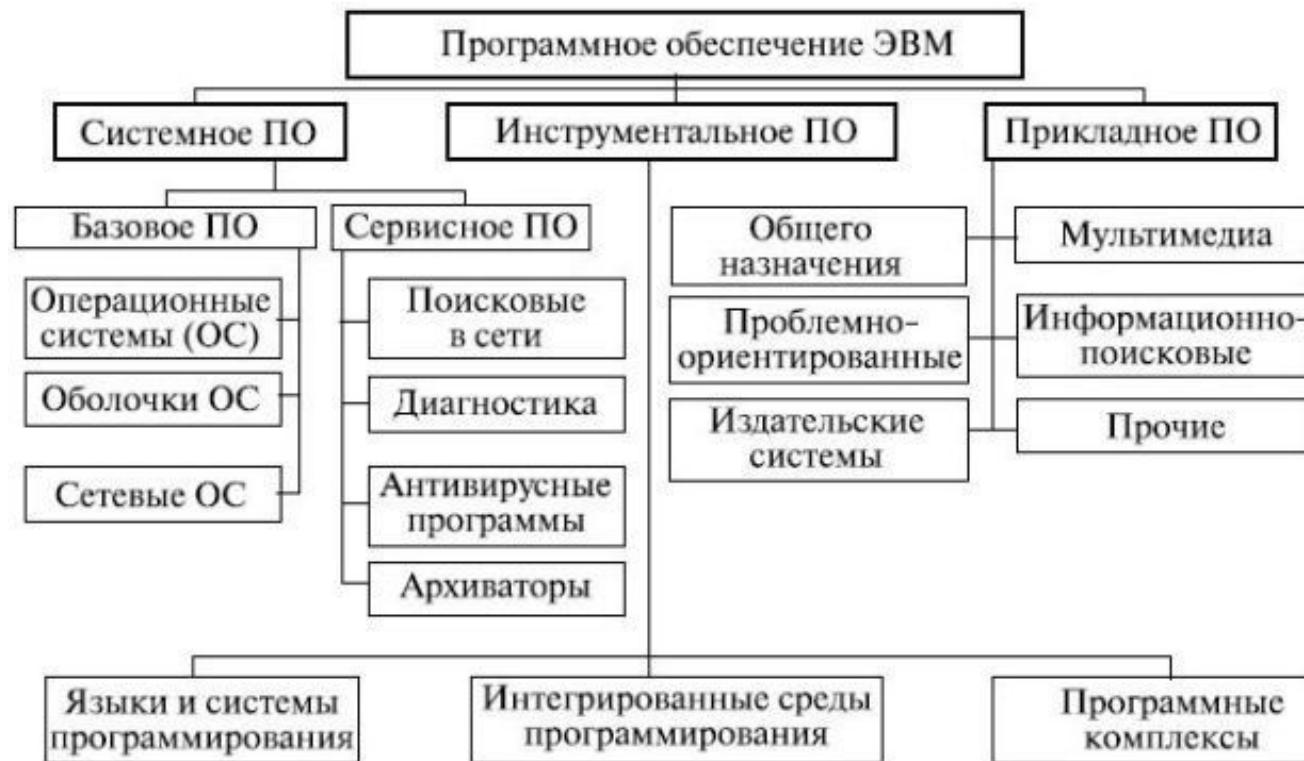 Программное обеспечение ЭВМ
Системное ПО
Инструментальное ПО
Прикладное ПО
Базовое ПО
Сервисное ПО
Операционные
системы (ОС)
Оболочки ОС
Сетевые ОС
Поисковые
в сети
Диагностика
Антивирусные
программы
Архиваторы
Общего
назначения
Проблемно-
ориентированные
Издательские
системы
Мультимедиа
Информационно-
поисковые
Прочие
Языки и системы
программирования
Интегрированные среды
программирования
Программные
комплексы